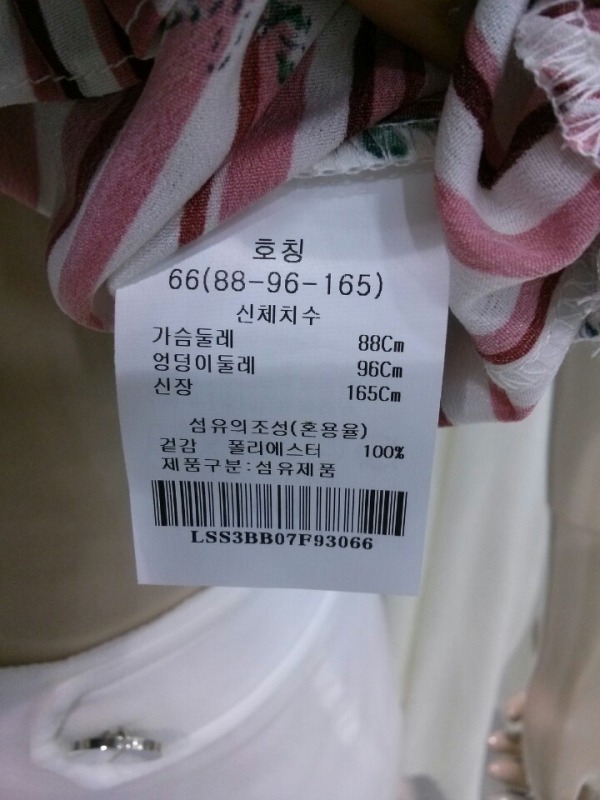 호칭
66(88-96-165)
신체치수
가슴둘레 88Cm
엉덩이둘레 96Cm
신장 165Cm
섬유의조성(혼용율)
겉감 폴리에스터 100%
제품구분:섬유제품
LSS3BB07F93066